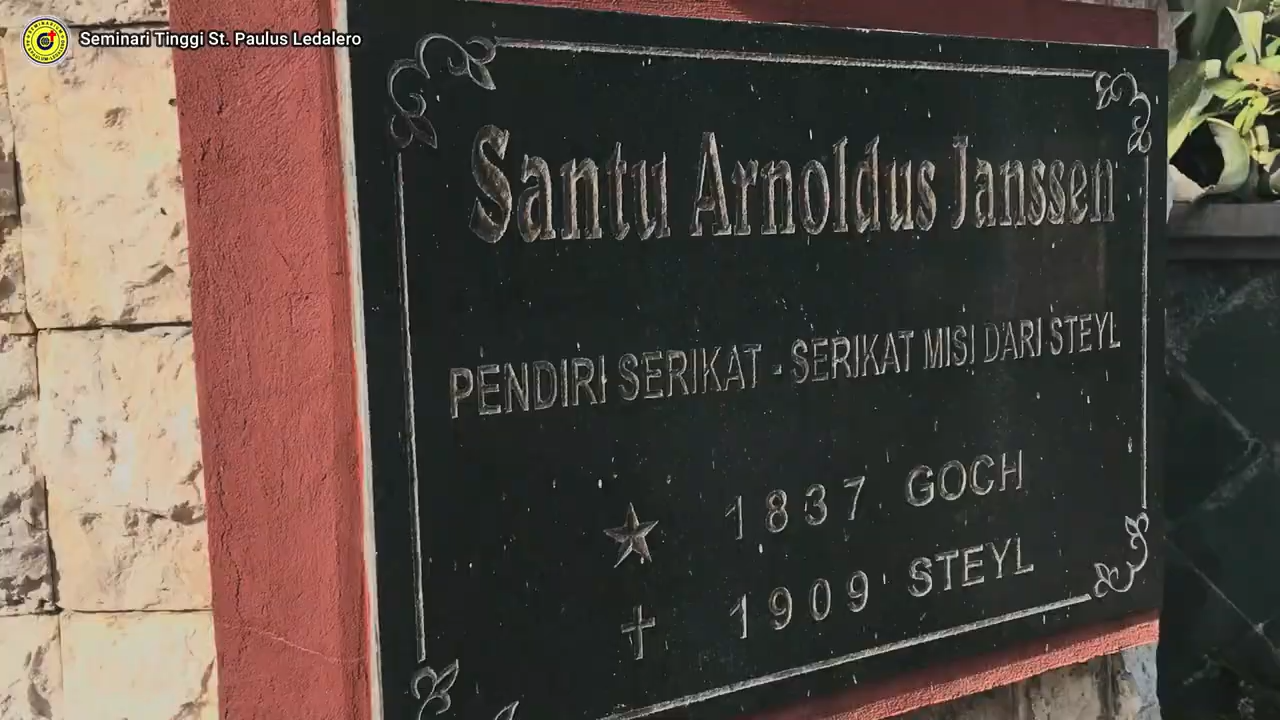 Seminari Tinggi St. Paulus Ledalero
Santu Arnoldus Janssen
PENDIRI SERIKAT - SERIKAT MISI DARI STEYL
1837 GOCH
1909 STEYL